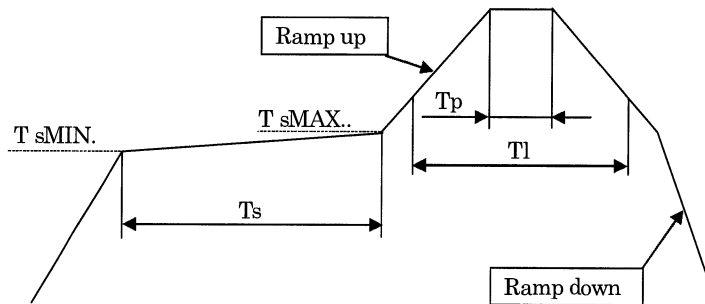 Ramp up
T sMAX..
Tp
T sMIN.
Tl
Ts
Ramp down